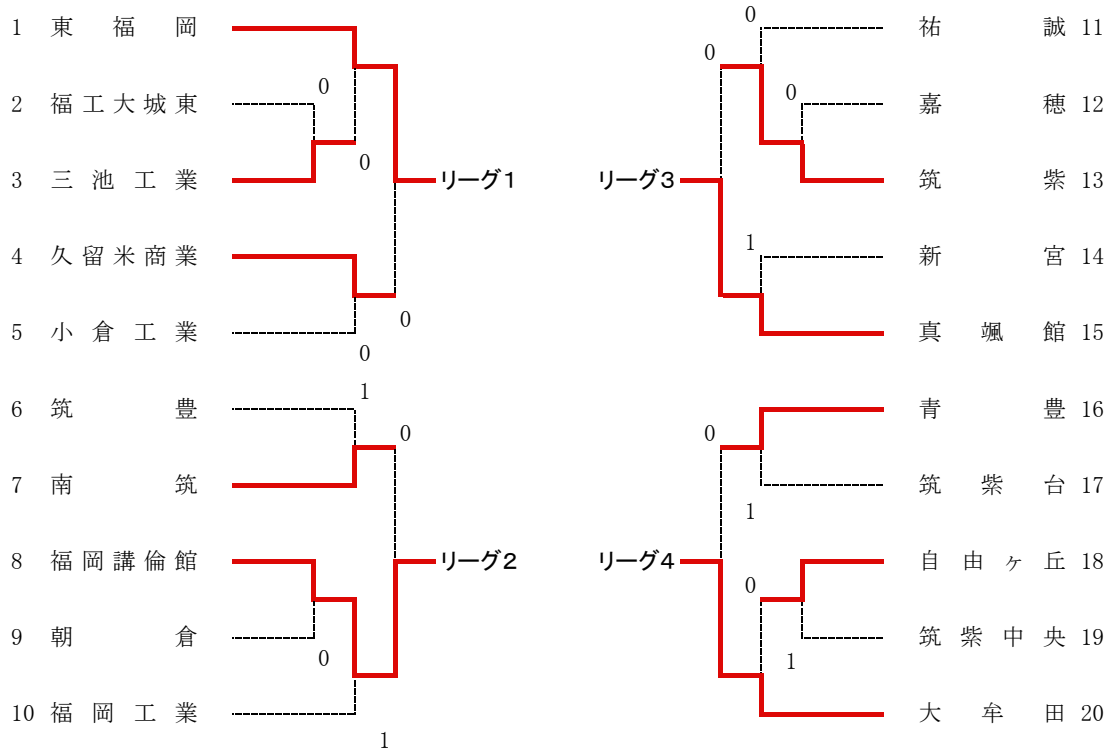 1 東福岡
2 福工大城東
3 三池工業
4 久留米商業
5 小倉工業
6 筑豊
7 南筑
8 福岡講倫館
9 朝倉
10 福岡工業
0
0
0
0
1
0
0
1
リーグ1
リーグ2
リーグ3
リーグ4
0
0
0
1
0
1
0
1
祐誠 11
嘉穂 12
筑紫 13
新宮 14
真颯館 15
青豊 16
筑紫台 17
自由ヶ丘 18
筑紫中央 19
大牟田 20